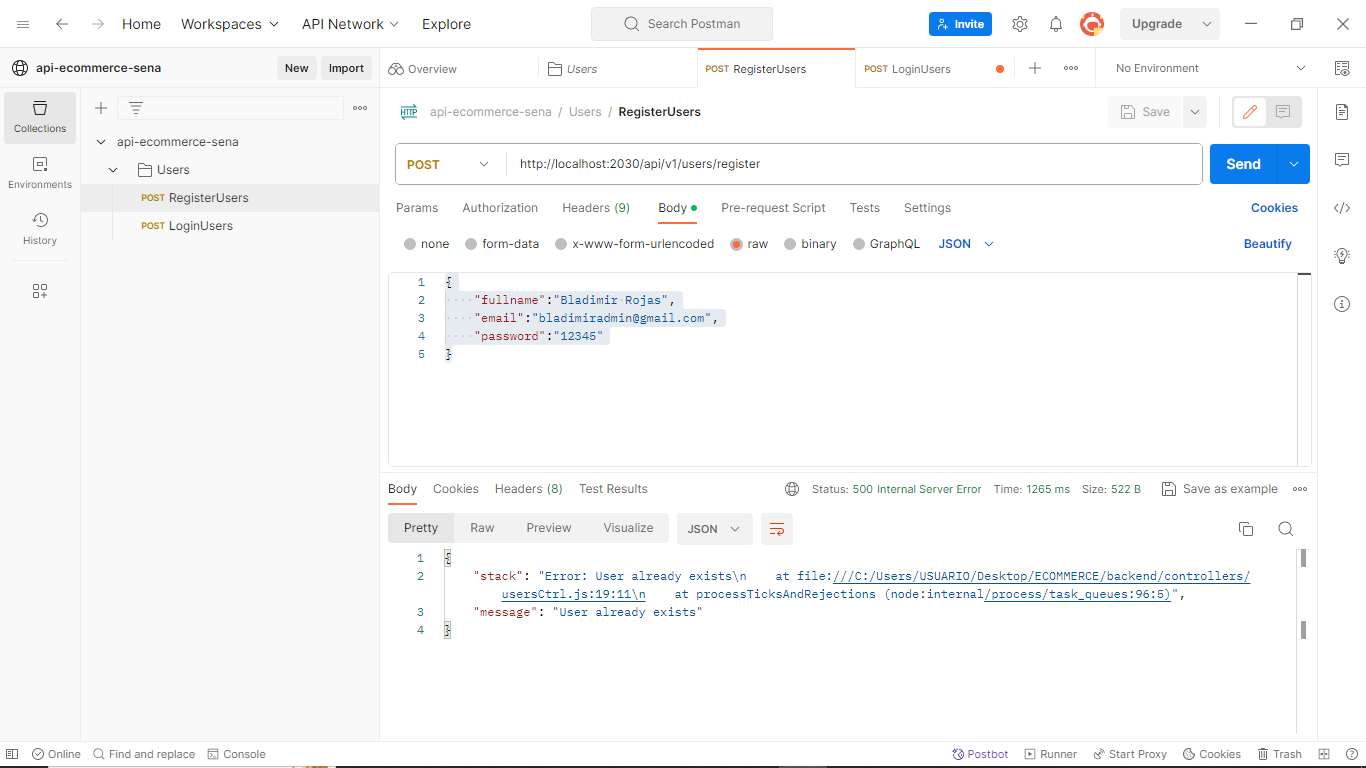 Home Workspaces API Network Explore Search Postman Invite Upgrade
api-ecommerce-sena New Import Overview Users POST RegisterUsers POST LoginUsers No Environment
Collections
Environments
History
api-ecommerce-sena
Users
POST RegisterUsers
POST LoginUsers
HTTP api-ecommerce-sena / Users / RegisterUsers Save
POST http://localhost:2030/api/v1/users/register Send
Params Authorization Headers (9) Body Pre-request Script Tests Settings Cookies
none form-data x-www-form-urlencoded raw binary GraphQL JSON Beautify
1 {
2 ····"fullname":"Bladimir·Rojas",
3 ····"email":"bladimiradmin@gmail.com",
4 ····"password":"12345"
5 }
Body Cookies Headers (8) Test Results Status: 500 Internal Server Error Time: 1265 ms Size: 522 B Save as example
Pretty Raw Preview Visualize JSON
1 {
2 "stack": "Error: User already exists\n    at file:///C:/Users/USUARIO/Desktop/ECOMMERCE/backend/controllers/
usersCtrl.js:19:11\n    at processTicksAndRejections (node:internal/process/task_queues:96:5)",
3 "message": "User already exists"
4 }
Online Find and replace Console Postbot Runner Start Proxy Cookies Trash